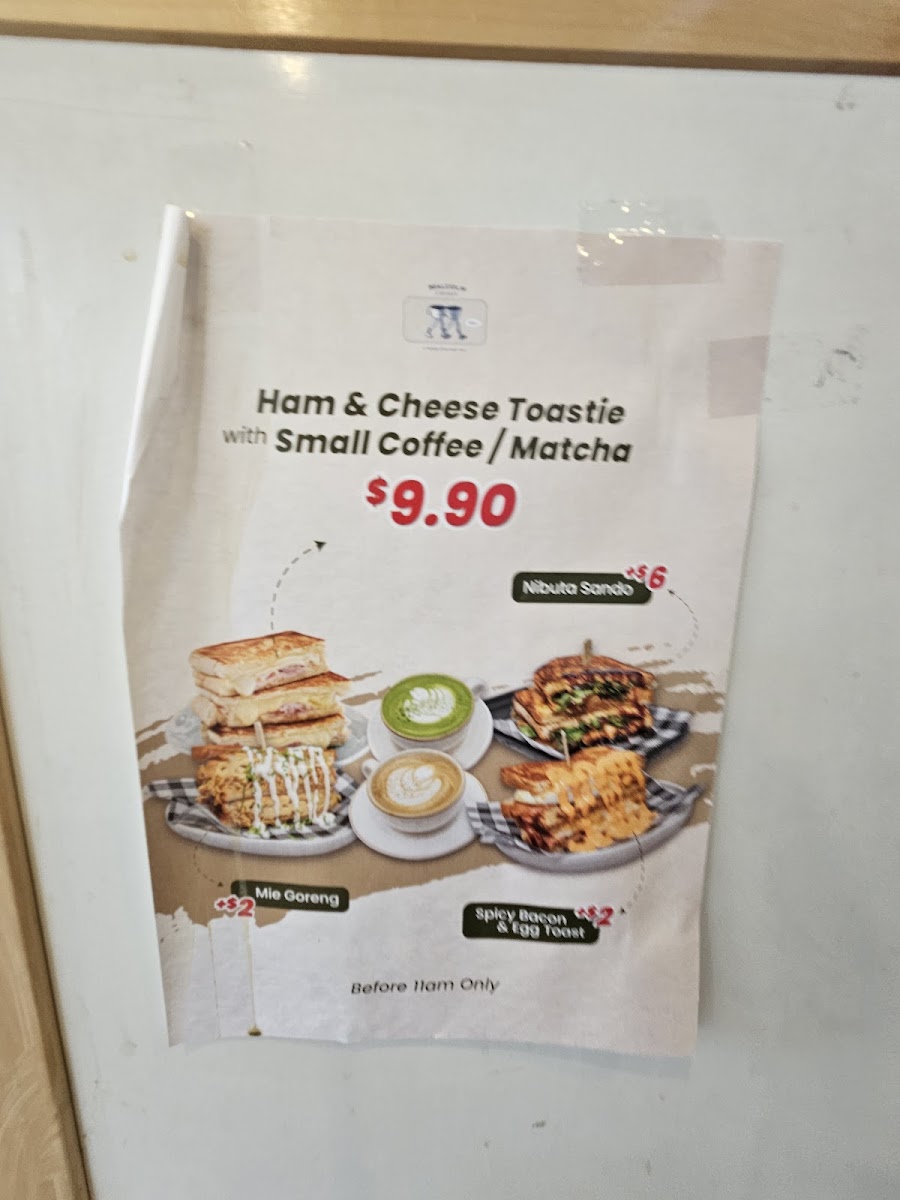 MALCOLM
Ham & Cheese Toastie
with Small Coffee / Matcha
$9.90
+$6
Nibuta Sando
Mie Goreng
+$2
Spicy Bacon +$2
& Egg Toast
Before 11am Only